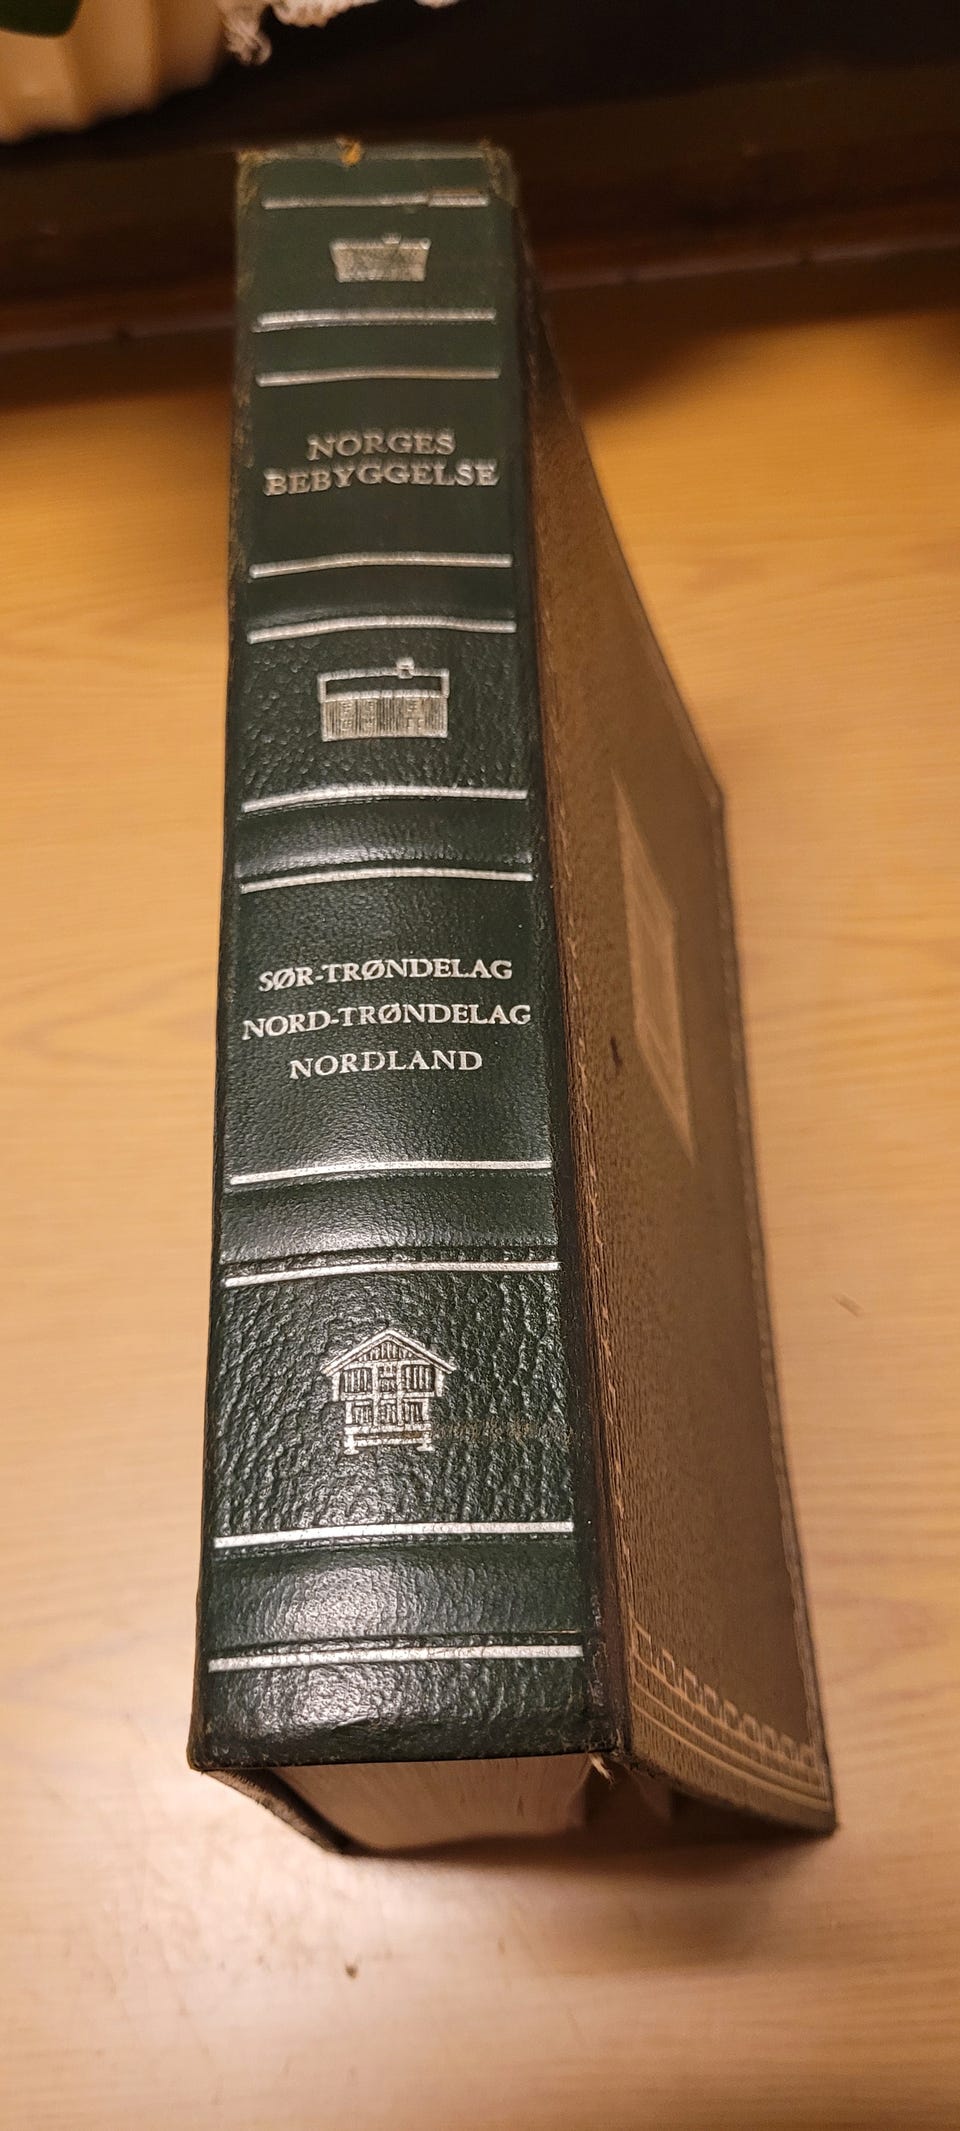 NORGES
BEBYGGELSE
SØR-TRØNDELAG
NORD-TRØNDELAG
NORDLAND